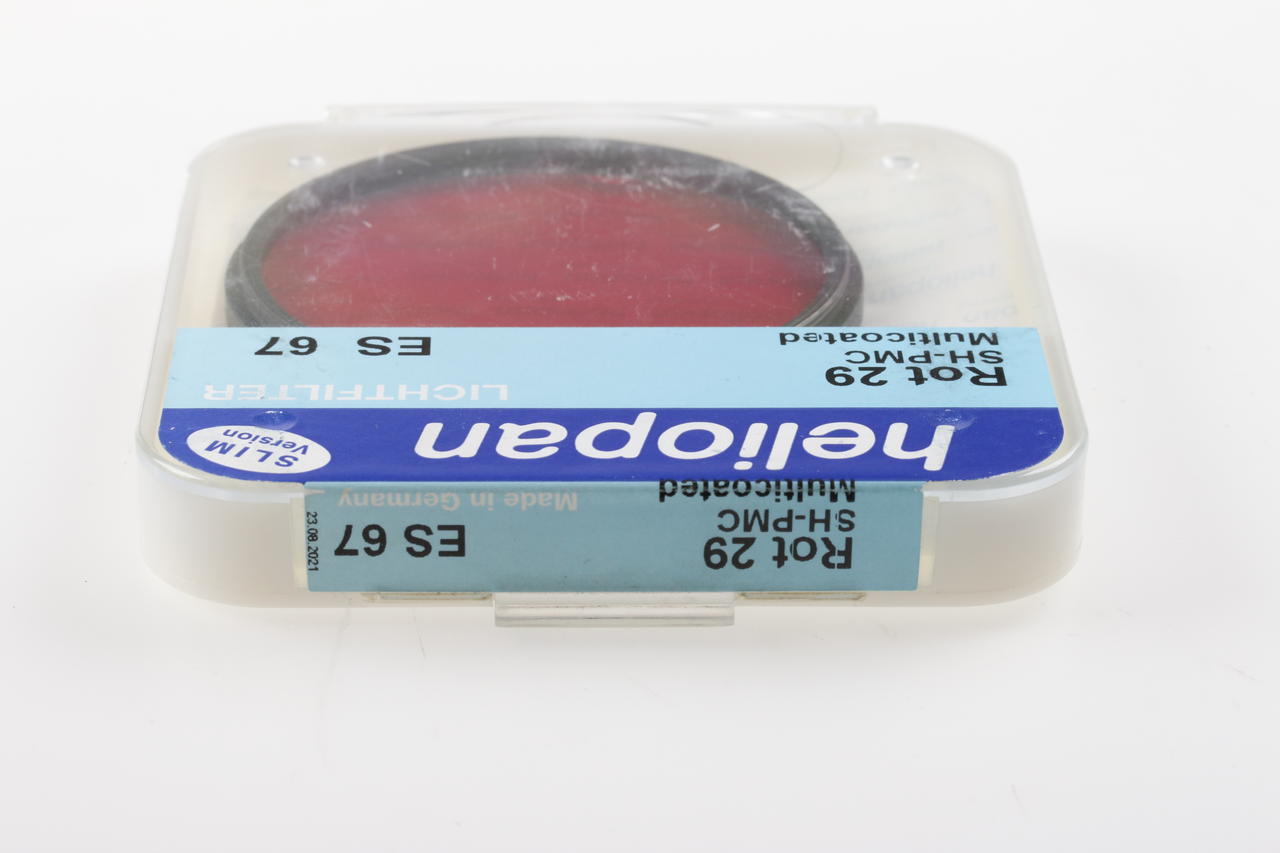 heliopan
SLIM
Version
LICHTFILTER
Rot 29
SH-PMC
Multicoated
ES 67
Rot 29
SH-PMC
Multicoated
ES 67
Made in Germany
23.08.2021
heliopan